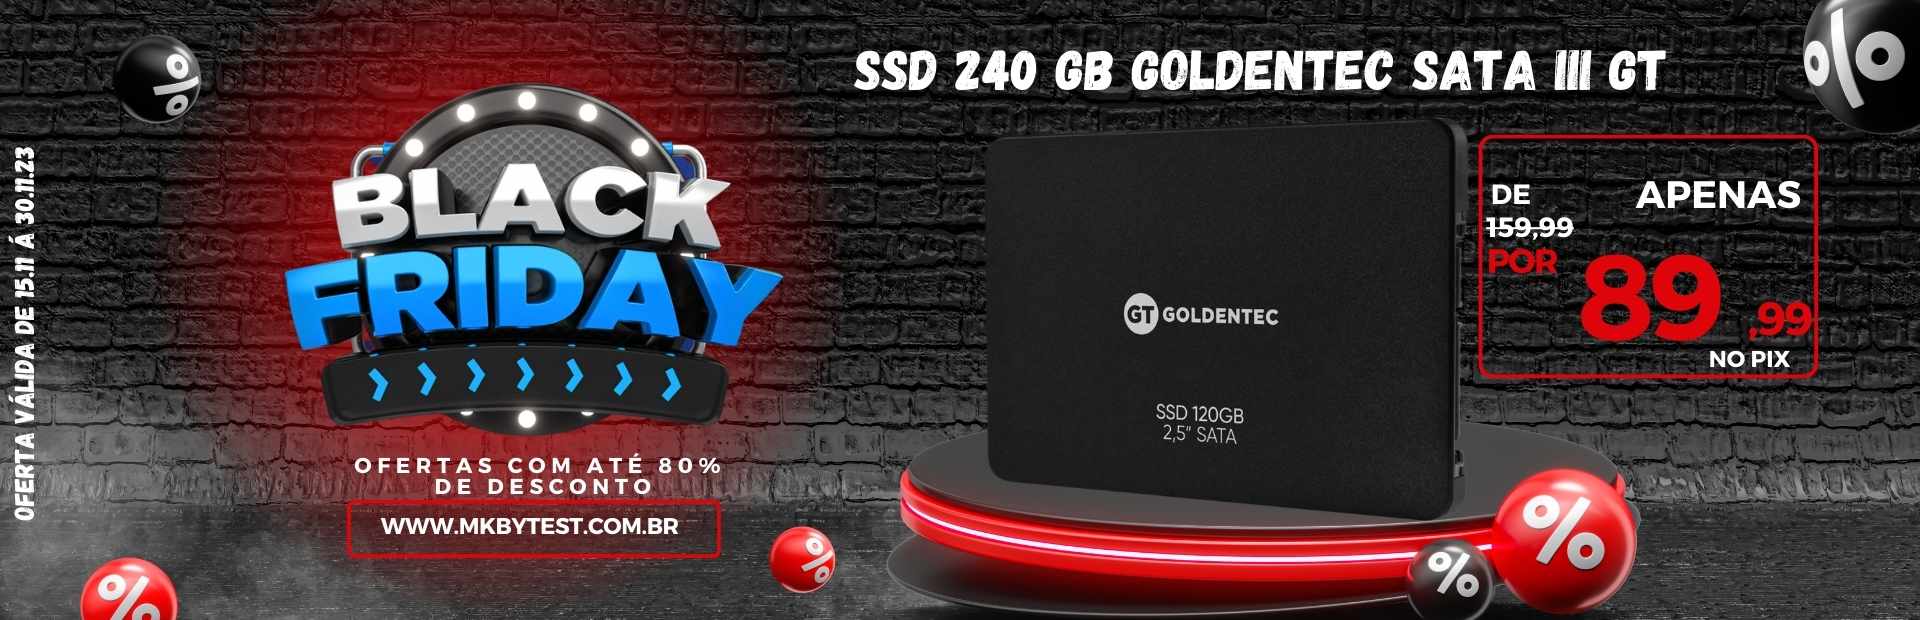 OFERTA VÁLIDA DE 15.11 Á 30.11.23
BLACK
FRIDAY
OFERTAS COM ATÉ 80%
DE DESCONTO
WWW.MKBYTEST.COM.BR
SSD 240 GB GOLDENTEC SATA III GT
GT GOLDENTEC
SSD 120GB
2,5" SATA
DE
159,99
POR
APENAS
89,99
NO PIX
%
%
%
%
%
%